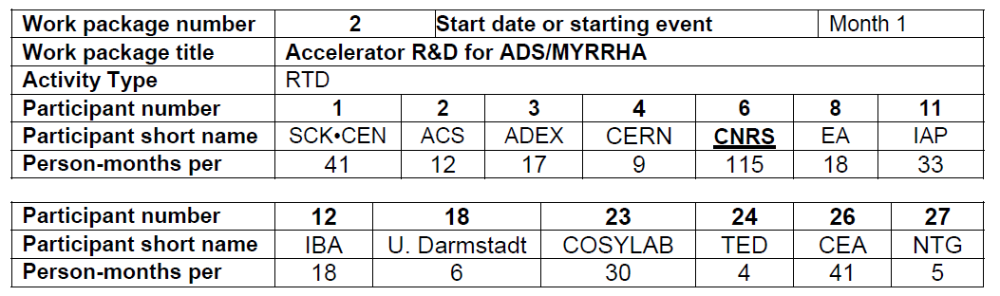 Work package number 2 Start date or starting event Month 1
Work package title Accelerator R&D for ADS/MYRRHA
Activity Type RTD
Participant number 1 2 3 4 6 8 11
Participant short name SCK•CEN ACS ADEX CERN CNRS EA IAP
Person-months per 41 12 17 9 115 18 33
Participant number 12 18 23 24 26 27
Participant short name IBA U. Darmstadt COSYLAB TED CEA NTG
Person-months per 18 6 30 4 41 5